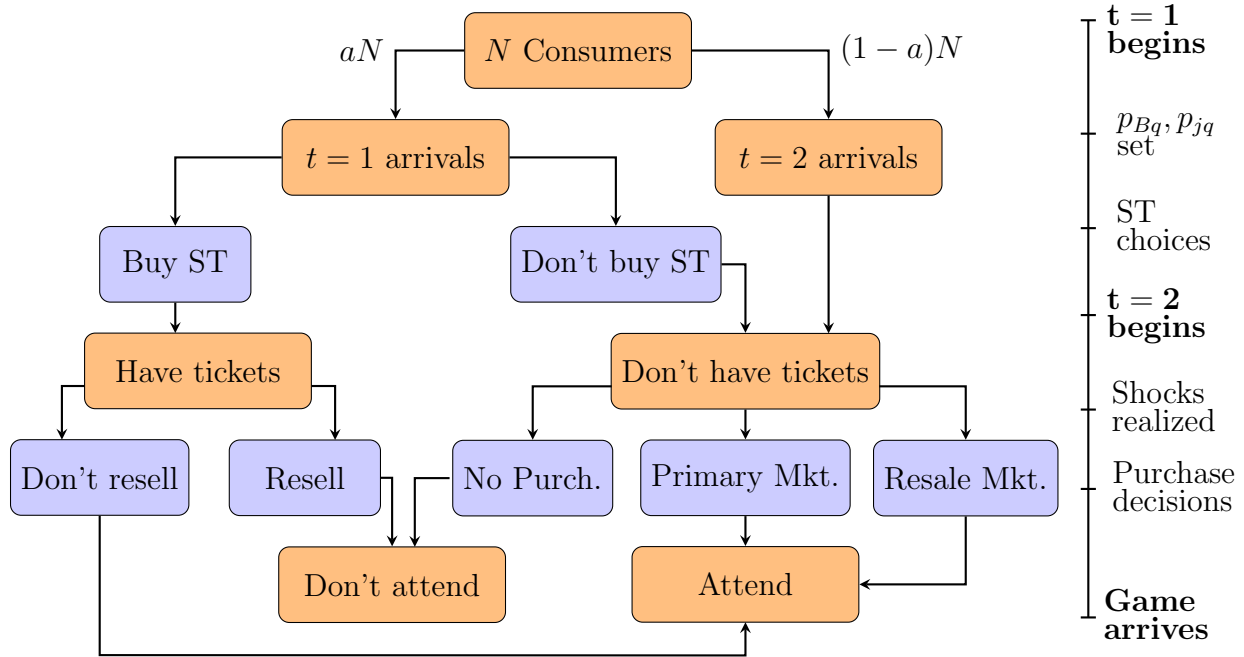 t = 1
begins
aN
N Consumers
(1 − a)N
p_{Bq}, p_{jq}
set
t = 1 arrivals
t = 2 arrivals
ST
choices
Buy ST
Don't buy ST
t = 2
begins
Have tickets
Don't have tickets
Shocks
realized
Don't resell
Resell
No Purch.
Primary Mkt.
Resale Mkt.
Purchase
decisions
Don't attend
Attend
Game
arrives